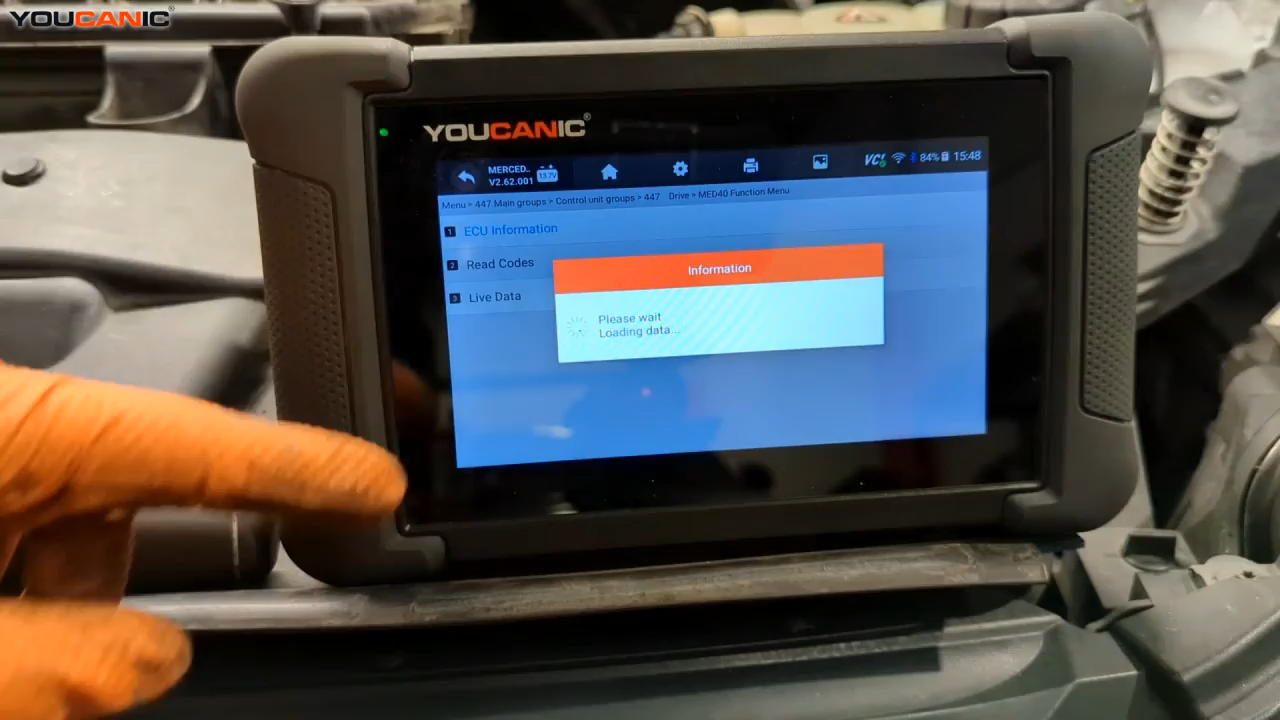 YOUCANIC®
YOUCANIC®
MERCED..
V2.62.001
13.7V
VCI
84%
15:48
Menu > 447 Main groups > Control unit groups > 447 Drive > MED40 Function Menu
1 ECU Information
2 Read Codes
3 Live Data
Information
Please wait
Loading data...